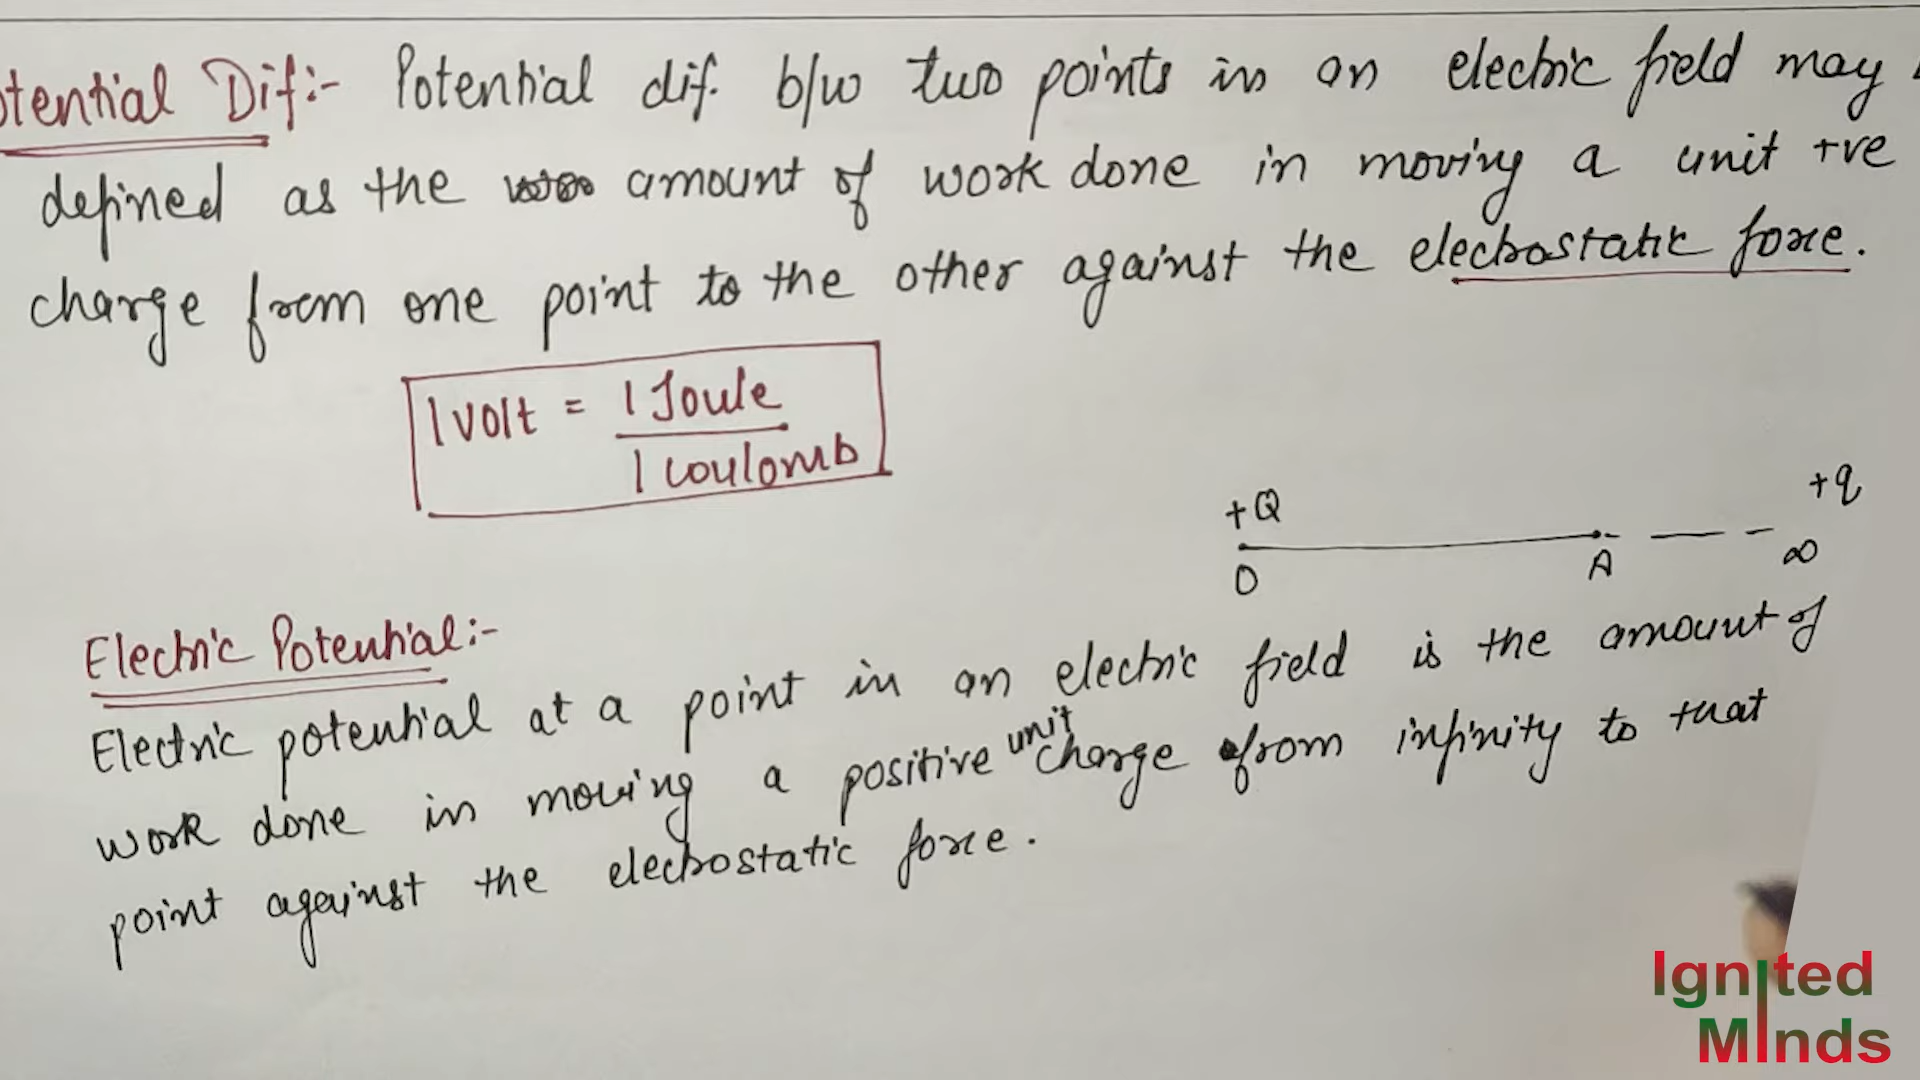 otential Dif:- Potential dif. b/w two points in an electric field may
defined as the amount of work done in moving a unit +ve
charge from one point to the other against the electrostatic force.
1 volt = 1 Joule
1 coulomb
+Q +q
O A ∞
Electric Potential:-
Electric potential at a point in an electric field is the amount of
work done in moving a positive unit charge from infinity to that
point against the electrostatic force.
Ignited
Minds